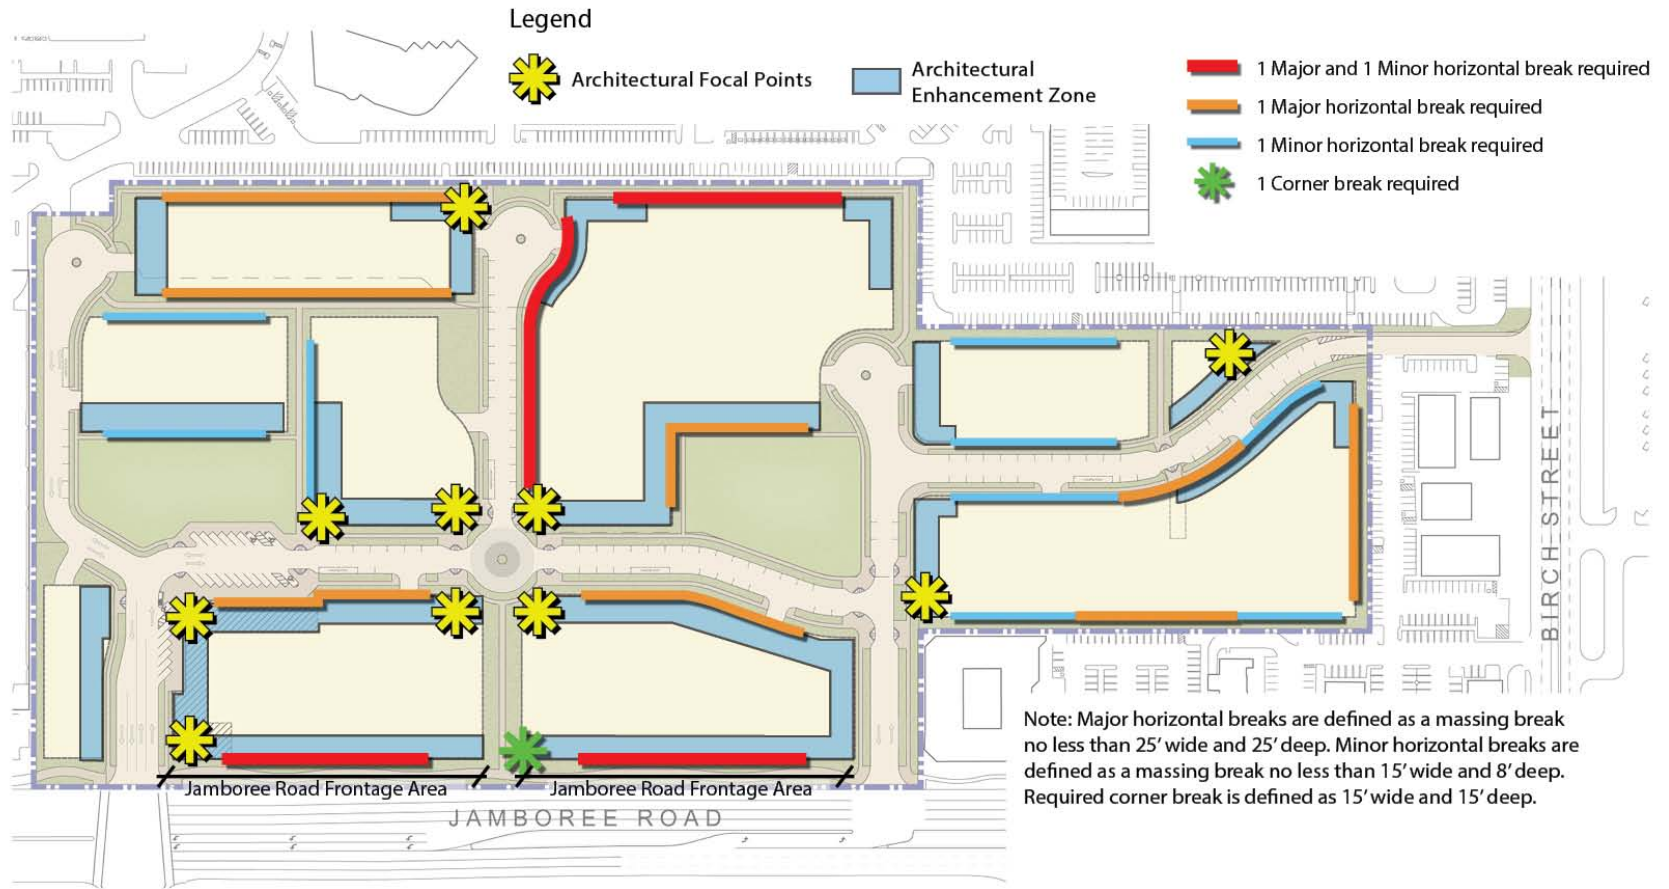 Legend
Architectural Focal Points
Architectural
Enhancement Zone
1 Major and 1 Minor horizontal break required
1 Major horizontal break required
1 Minor horizontal break required
1 Corner break required
BIRCH STREET
Note: Major horizontal breaks are defined as a massing break
no less than 25' wide and 25' deep. Minor horizontal breaks are
defined as a massing break no less than 15' wide and 8' deep.
Required corner break is defined as 15' wide and 15' deep.
Jamboree Road Frontage Area
Jamboree Road Frontage Area
JAMBOREE ROAD